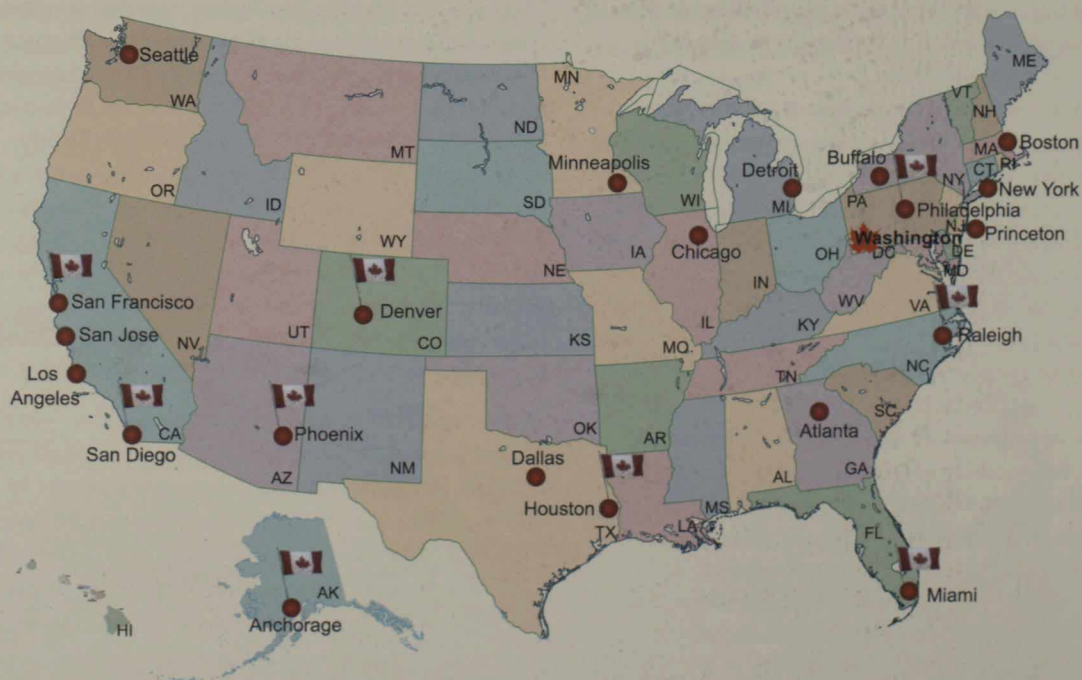 Seattle
WA
OR
ID
MT
ND
MN
Minneapolis
SD
WY
NE
IA
WI
MI
Detroit
Chicago
Buffalo
NY
VT
NH
ME
MA
Boston
CT
RI
New York
PA
Philadelphia
NJ
Princeton
Washington
DC
DE
MD
OH
IN
IL
WV
VA
KY
San Francisco
San Jose
Los
Angeles
San Diego
CA
NV
UT
Denver
CO
KS
MO
Raleigh
NC
TN
SC
Atlanta
GA
AL
MS
AR
OK
Phoenix
AZ
NM
Dallas
Houston
TX
LA
FL
Miami
AK
Anchorage
HI